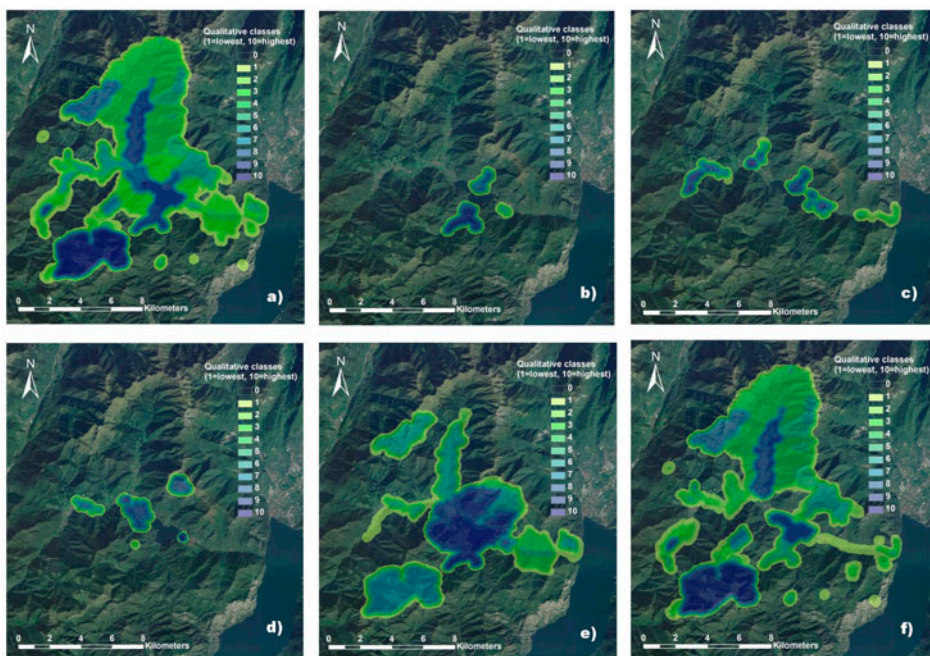 N
Qualitative classes
(1=lowest, 10=highest)
0
1
2
3
4
5
6
7
8
9
10
0 2 4 6 8
Kilometers
a)
N
Qualitative classes
(1=lowest, 10=highest)
0
1
2
3
4
5
6
7
8
9
10
0 2 4 6 8
Kilometers
b)
N
Qualitative classes
(1=lowest, 10=highest)
0
1
2
3
4
5
6
7
8
9
10
0 2 4 6 8
Kilometers
c)
N
Qualitative classes
(1=lowest, 10=highest)
0
1
2
3
4
5
6
7
8
9
10
0 2 4 6 8
Kilometers
d)
N
Qualitative classes
(1=lowest, 10=highest)
0
1
2
3
4
5
6
7
8
9
10
0 2 4 6 8
Kilometers
e)
N
Qualitative classes
(1=lowest, 10=highest)
0
1
2
3
4
5
6
7
8
9
10
0 2 4 6 8
Kilometers
f)